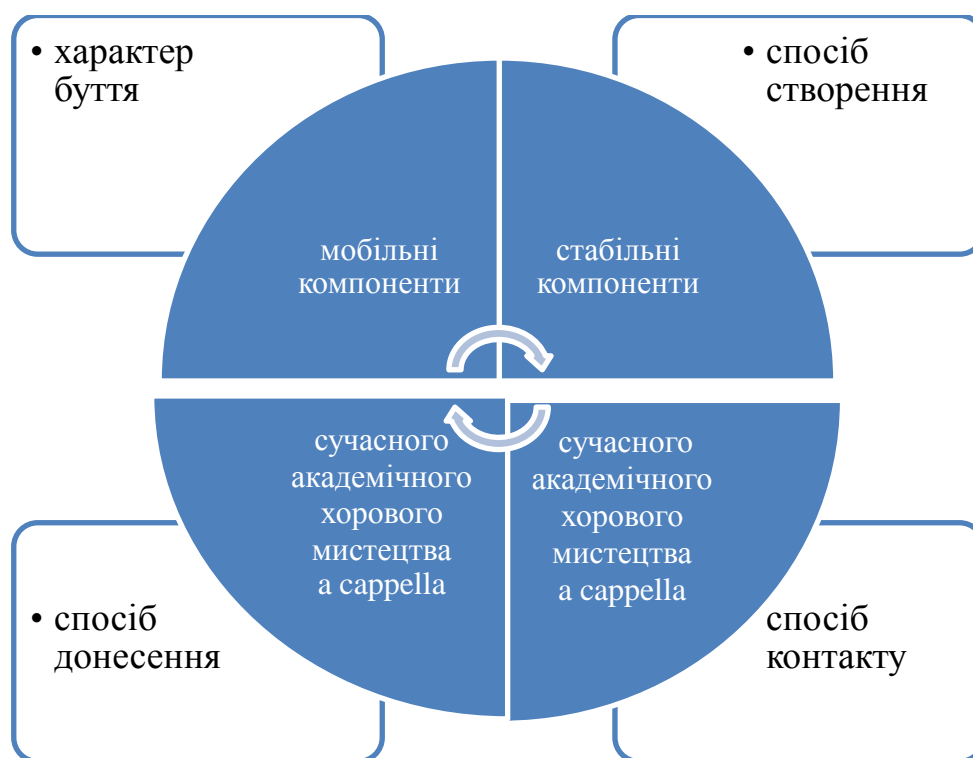 • характер
буття
• спосіб
створення
мобільні
компоненти
стабільні
компоненти
сучасного
академічного
хорового
мистецтва
a cappella
сучасного
академічного
хорового
мистецтва
a cappella
• спосіб
донесення
спосіб
контакту